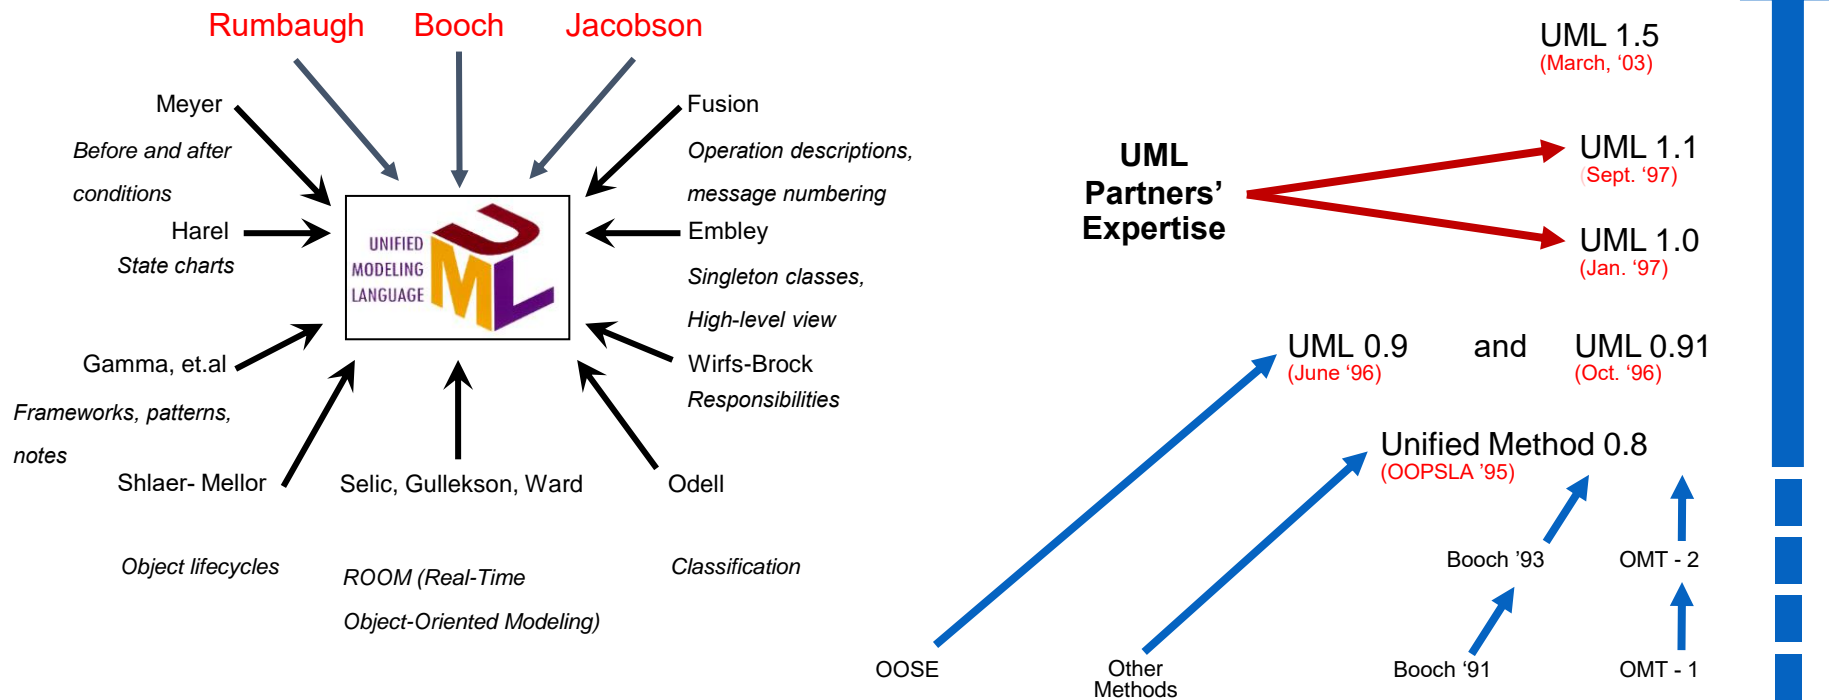 Rumbaugh
Booch
Jacobson
Meyer
Before and after
conditions
Harel
State charts
Gamma, et.al
Frameworks, patterns,
notes
Shlaer- Mellor
Object lifecycles
UNIFIED
MODELING
LANGUAGE
UML
Selic, Gullekson, Ward
ROOM (Real-Time
Object-Oriented Modeling)
Fusion
Operation descriptions,
message numbering
Embley
Singleton classes,
High-level view
Wirfs-Brock
Responsibilities
Odell
Classification
UML 1.5
(March, ‘03)
UML
Partners’
Expertise
UML 1.1
(Sept. ‘97)
UML 1.0
(Jan. ‘97)
UML 0.9 and UML 0.91
(June ‘96) (Oct. ‘96)
Unified Method 0.8
(OOPSLA ’95)
Booch ’93
OMT - 2
OOSE
Other
Methods
Booch ‘91
OMT - 1